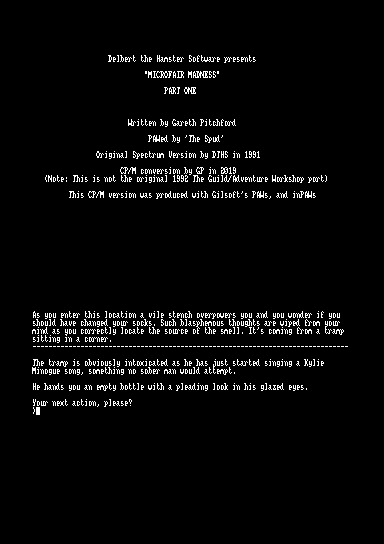 Delbert the Hamster Software presents
"MICROFAIR MADNESS"
PART ONE
Written by Gareth Pitchford
PAWed by 'The Spud'
Original Spectrum Version by DTHS in 1991
CP/M conversion by GP in 2019
(Note: This is not the original 1992 The Guild/Adventure Workshop port)
This CP/M version was produced with Gilsoft's PAWs, and inPAWs
As you enter this location a vile stench overpowers you and you wonder if you
should have changed your socks. Such blasphemous thoughts are wiped from your
mind as you correctly locate the source of the smell. It's coming from a tramp
sitting in a corner.
--------------------------------------------------------------------------------
The tramp is obviously intoxicated as he has just started singing a Kylie
Minogue song, something no sober man would attempt.
He hands you an empty bottle with a pleading look in his glazed eyes.
Your next action, please?
>